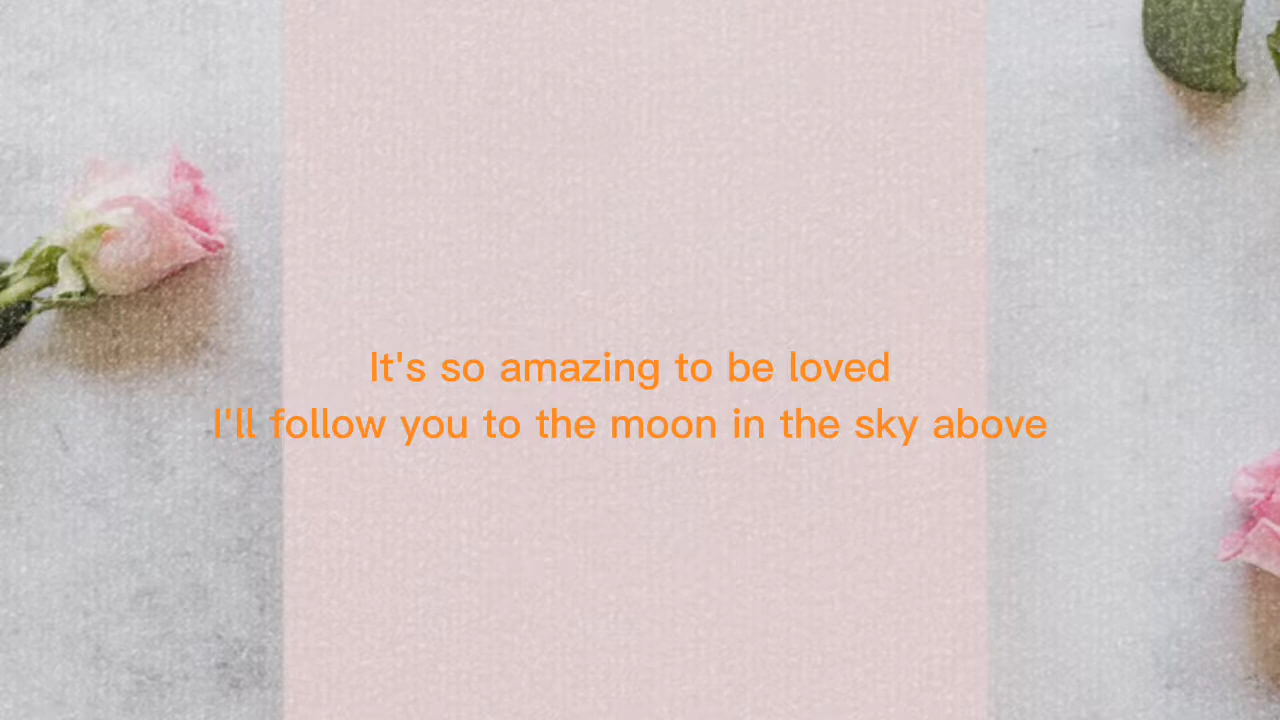 It's so amazing to be loved
I'll follow you to the moon in the sky above